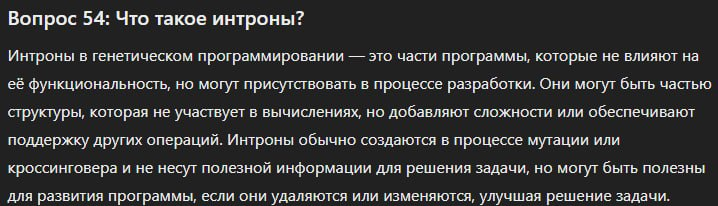 Вопрос 54: Что такое интроны?
Интроны в генетическом программировании — это части программы, которые не влияют на
её функциональность, но могут присутствовать в процессе разработки. Они могут быть частью
структуры, которая не участвует в вычислениях, но добавляют сложности или обеспечивают
поддержку других операций. Интроны обычно создаются в процессе мутации или
кроссинговера и не несут полезной информации для решения задачи, но могут быть полезны
для развития программы, если они удаляются или изменяются, улучшая решение задачи.